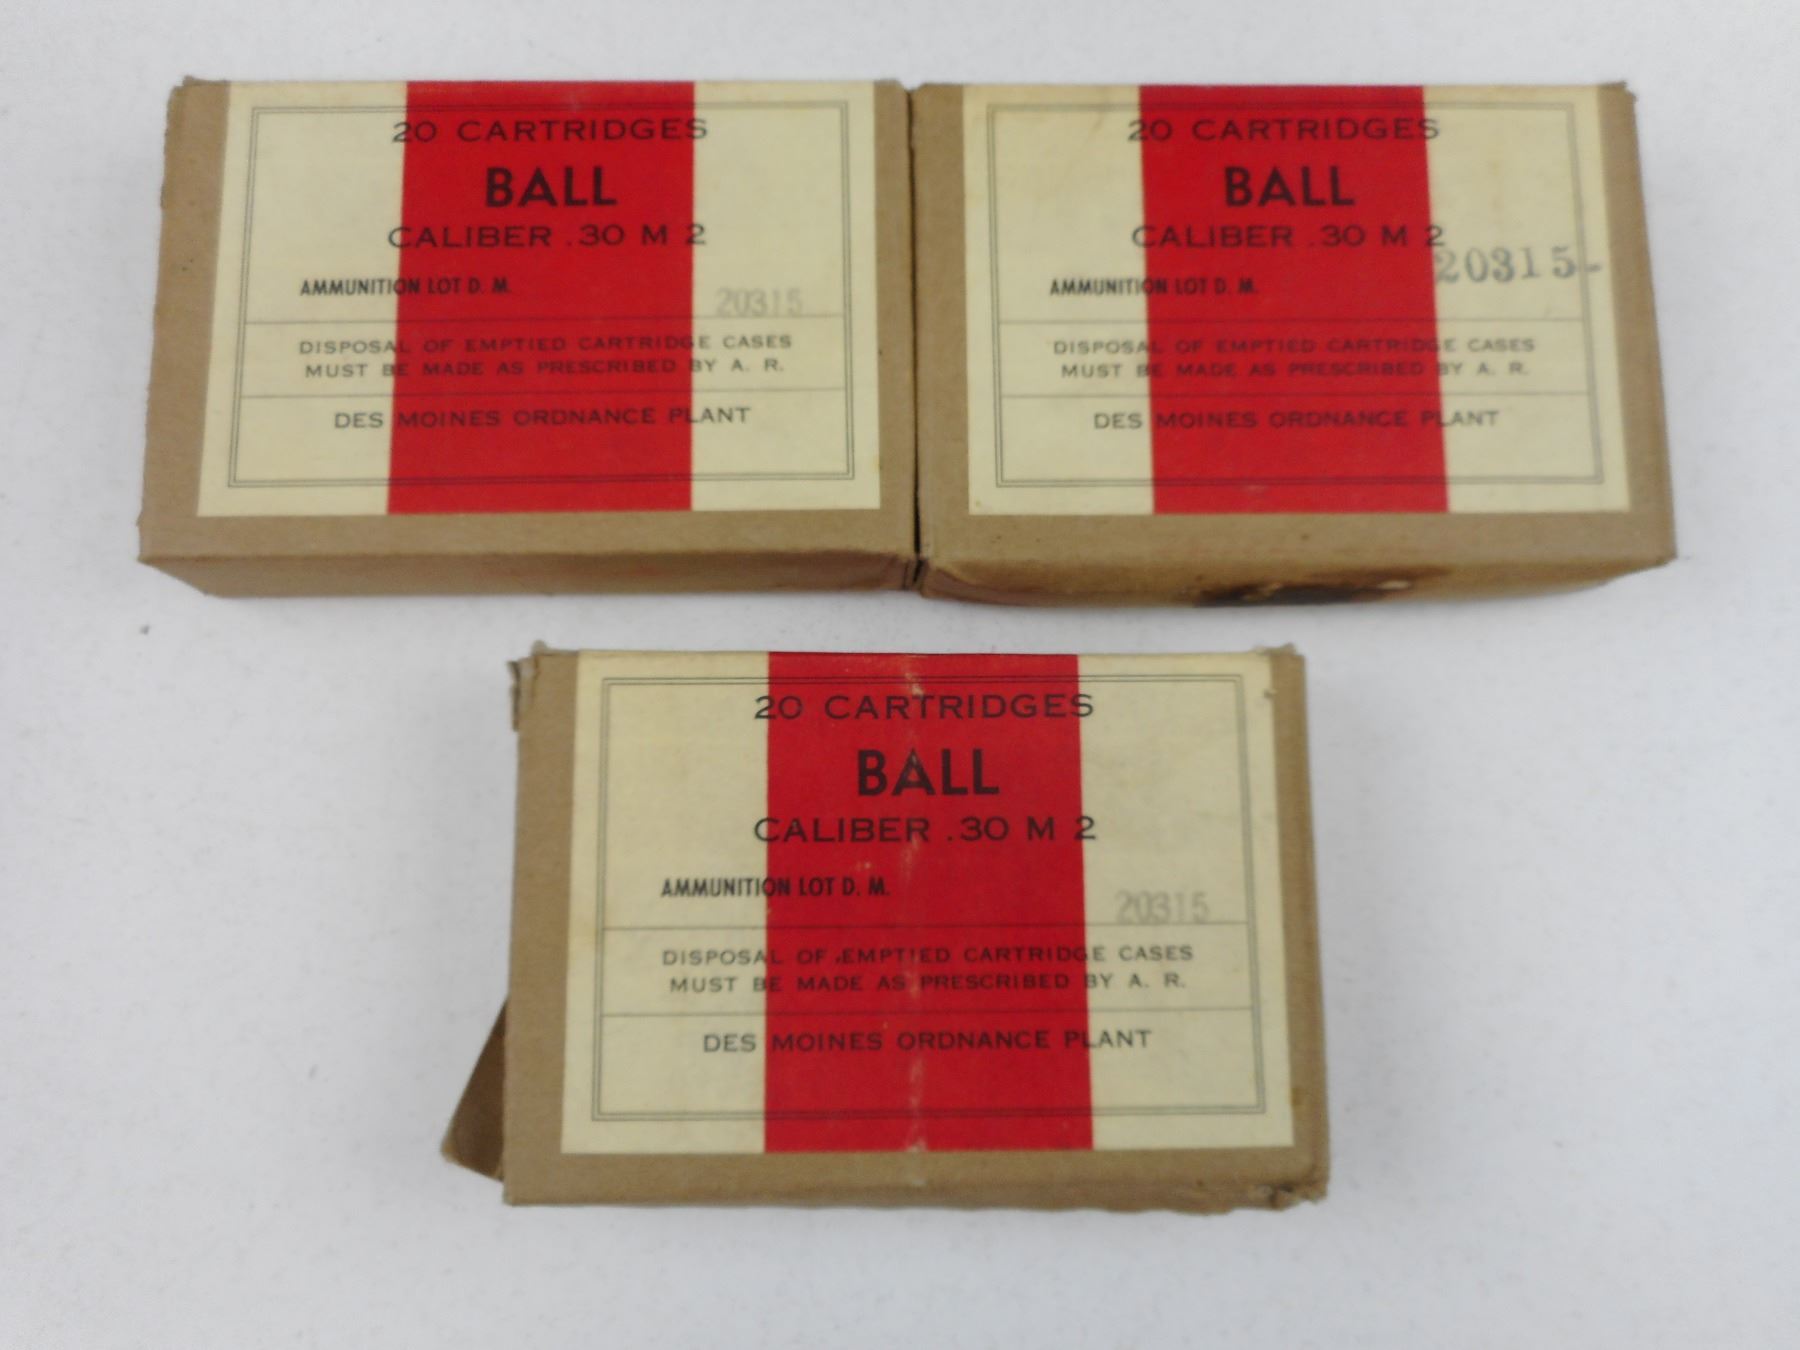 20 CARTRIDGES
BALL
CALIBER .30 M 2
AMMUNITION LOT D. M.
20315
DISPOSAL OF EMPTIED CARTRIDGE CASES
MUST BE MADE AS PRESCRIBED BY A. R.
DES MOINES ORDNANCE PLANT
20 CARTRIDGES
BALL
CALIBER .30 M 2
20315-
AMMUNITION LOT D. M.
DISPOSAL OF EMPTIED CARTRIDGE CASES
MUST BE MADE AS PRESCRIBED BY A. R.
DES MOINES ORDNANCE PLANT
20 CARTRIDGES
BALL
CALIBER .30 M 2
AMMUNITION LOT D. M.
20315
DISPOSAL OF EMPTIED CARTRIDGE CASES
MUST BE MADE AS PRESCRIBED BY A. R.
DES MOINES ORDNANCE PLANT